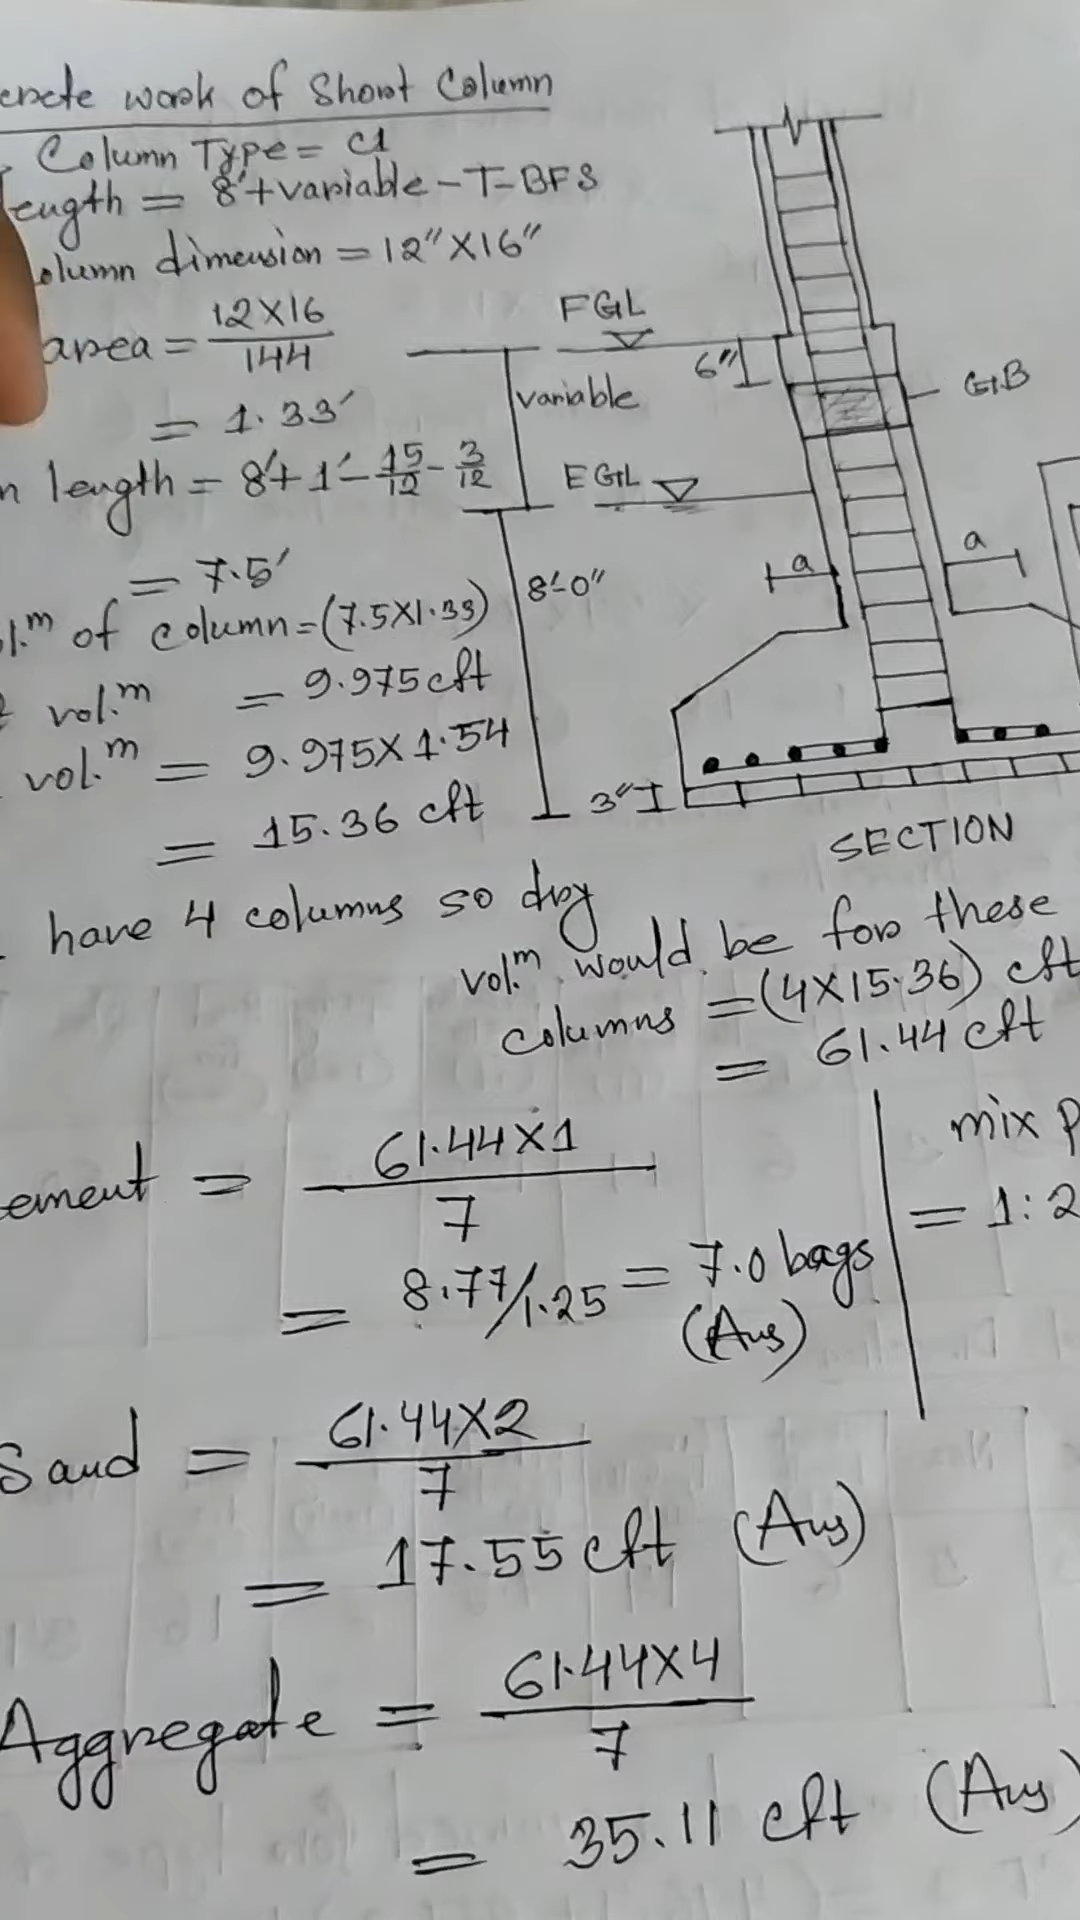 crete work of Short Column
Column Type = C1
Length = 8'+variable-T-BFS
olumn dimension = 12"X16"
area = 12X16
144
= 1.33'
n length = 8'+1'-15/12-3/12
= 7.5'
ol.m of column=(7.5X1.33)
vol.m = 9.975cft
vol.m = 9.975X1.54
= 15.36 cft
FGL
6"
variable
G.B
EGL
a
a
8'-0"
3"
SECTION
have 4 columns so dry
vol.m would be for these
columns =(4X15.36) cft
= 61.44 cft
ement = 61.44X1
7
= 8.77/1.25 = 7.0 bags
(Ans)
mix p
= 1:2
Sand = 61.44X2
7
= 17.55 cft (Ans)
Aggregate = 61.44X4
7
= 35.11 cft (Ans)